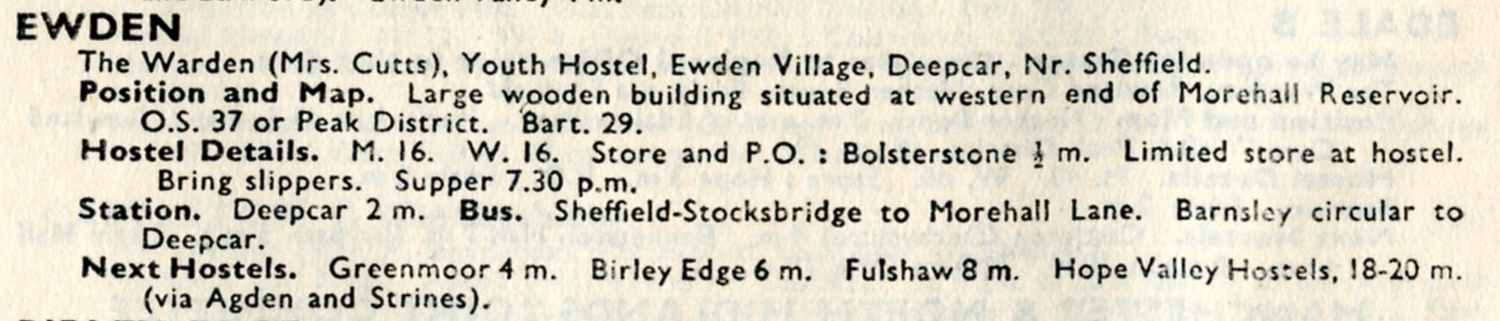 EWDEN
The Warden (Mrs. Cutts), Youth Hostel, Ewden Village, Deepcar, Nr. Sheffield.
Position and Map. Large wooden building situated at western end of Morehall Reservoir.
O.S. 37 or Peak District. Bart. 29.
Hostel Details. M. 16. W. 16. Store and P.O. : Bolsterstone ½ m. Limited store at hostel.
Bring slippers. Supper 7.30 p.m.
Station. Deepcar 2 m. Bus. Sheffield-Stocksbridge to Morehall Lane. Barnsley circular to
Deepcar.
Next Hostels. Greenmoor 4 m. Birley Edge 6 m. Fulshaw 8 m. Hope Valley Hostels, 18-20 m.
(via Agden and Strines).